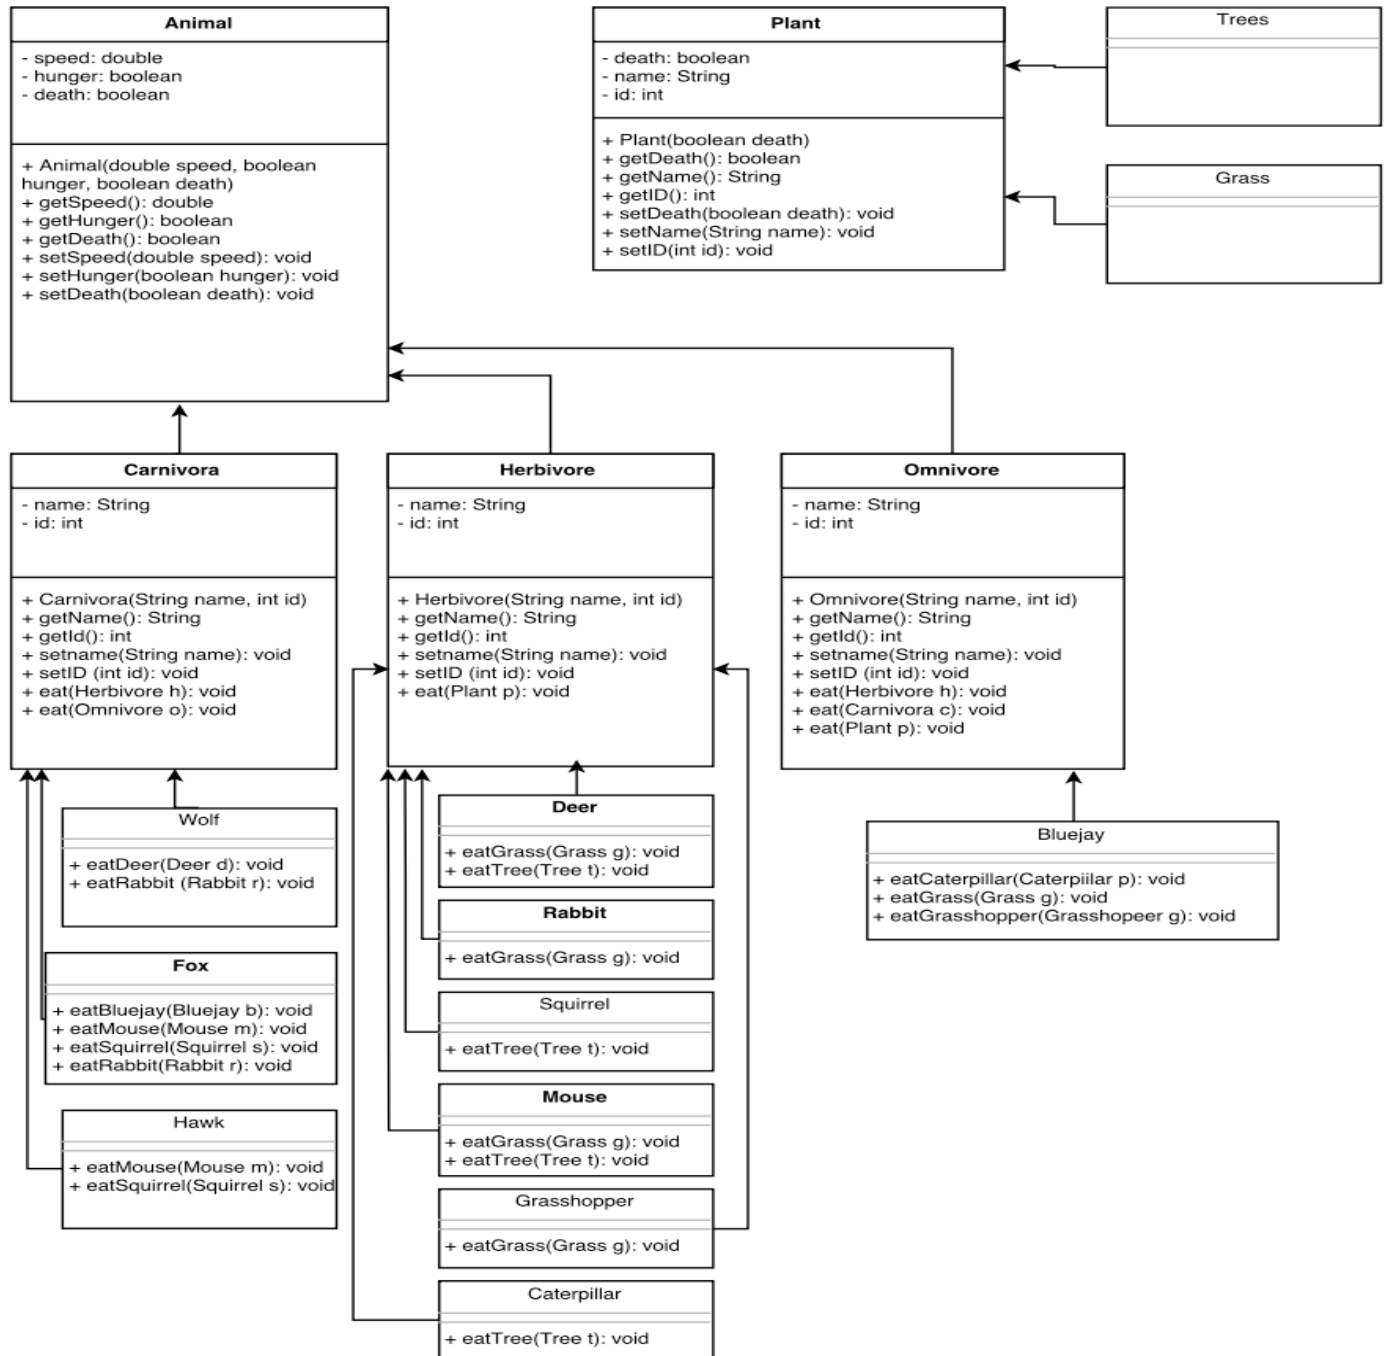 Animal
- speed: double
- hunger: boolean
- death: boolean
+ Animal(double speed, boolean
hunger, boolean death)
+ getSpeed(): double
+ getHunger(): boolean
+ getDeath(): boolean
+ setSpeed(double speed): void
+ setHunger(boolean hunger): void
+ setDeath(boolean death): void
Plant
- death: boolean
- name: String
- id: int
+ Plant(boolean death)
+ getDeath(): boolean
+ getName(): String
+ getID(): int
+ setDeath(boolean death): void
+ setName(String name): void
+ setID(int id): void
Trees
Grass
Carnivora
- name: String
- id: int
+ Carnivora(String name, int id)
+ getName(): String
+ getId(): int
+ setname(String name): void
+ setID (int id): void
+ eat(Herbivore h): void
+ eat(Omnivore o): void
Herbivore
- name: String
- id: int
+ Herbivore(String name, int id)
+ getName(): String
+ getId(): int
+ setname(String name): void
+ setID (int id): void
+ eat(Plant p): void
Omnivore
- name: String
- id: int
+ Omnivore(String name, int id)
+ getName(): String
+ getId(): int
+ setname(String name): void
+ setID (int id): void
+ eat(Herbivore h): void
+ eat(Carnivora c): void
+ eat(Plant p): void
Wolf
+ eatDeer(Deer d): void
+ eatRabbit (Rabbit r): void
Fox
+ eatBluejay(Bluejay b): void
+ eatMouse(Mouse m): void
+ eatSquirrel(Squirrel s): void
+ eatRabbit(Rabbit r): void
Hawk
+ eatMouse(Mouse m): void
+ eatSquirrel(Squirrel s): void
Deer
+ eatGrass(Grass g): void
+ eatTree(Tree t): void
Rabbit
+ eatGrass(Grass g): void
Squirrel
+ eatTree(Tree t): void
Mouse
+ eatGrass(Grass g): void
+ eatTree(Tree t): void
Grasshopper
+ eatGrass(Grass g): void
Caterpillar
+ eatTree(Tree t): void
Bluejay
+ eatCaterpillar(Caterpiilar p): void
+ eatGrass(Grass g): void
+ eatGrasshopper(Grasshopeer g): void